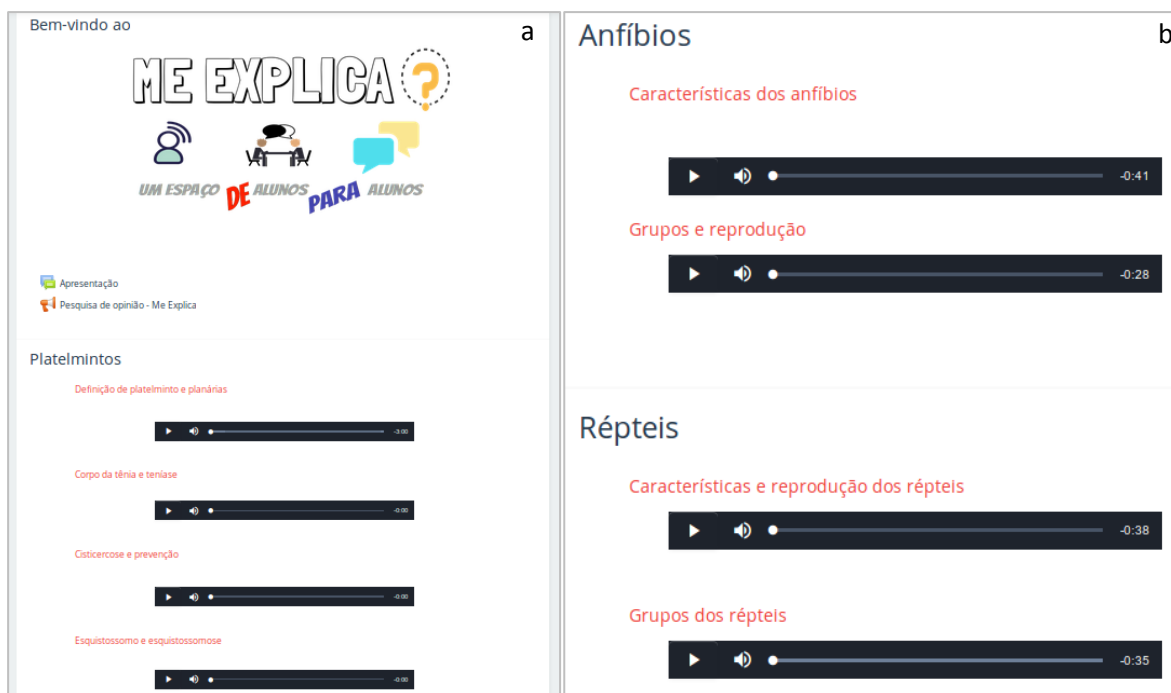 Bem-vindo ao
a
ME EXPLICA ?
UM ESPAÇO DE ALUNOS PARA ALUNOS
Apresentação
Pesquisa de opinião - Me Explica
Platelmintos
Definição de platelminto e planárias
-3:00
Corpo da tênia e teníase
-0:00
Cisticercose e prevenção
-0:00
Esquistossomo e esquistossomose
-0:00
Anfíbios
b
Características dos anfíbios
-0:41
Grupos e reprodução
-0:28
Répteis
Características e reprodução dos répteis
-0:38
Grupos dos répteis
-0:35